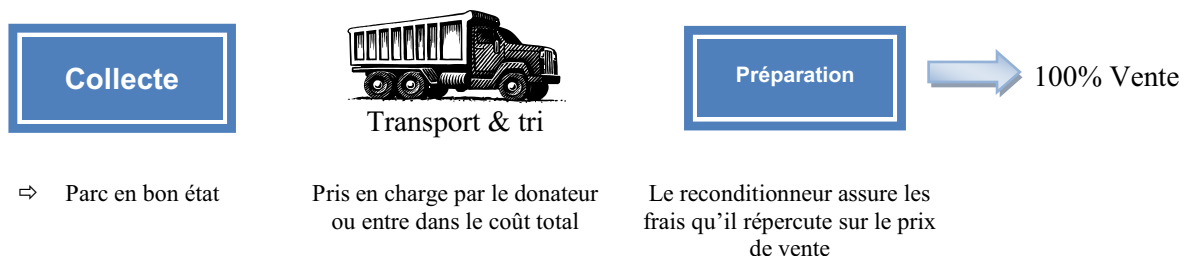 Collecte
Transport & tri
Préparation
100% Vente
⇨ Parc en bon état
Pris en charge par le donateur
ou entre dans le coût total
Le reconditionneur assure les
frais qu’il répercute sur le prix
de vente